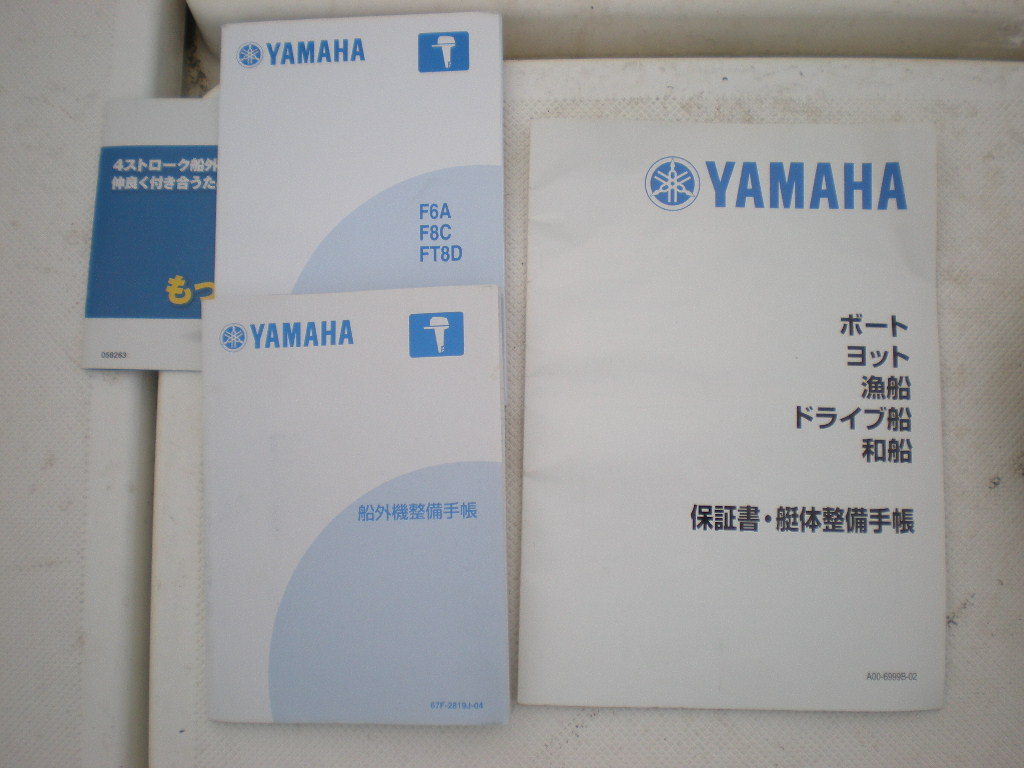 4ストローク船外
仲良く付き合うた
もっ
058263
YAMAHA
F6A
F8C
FT8D
YAMAHA
船外機整備手帳
67F-2819J-04
YAMAHA
ボート
ヨット
漁船
ドライブ船
和船
保証書・艇体整備手帳
A00-6999B-02